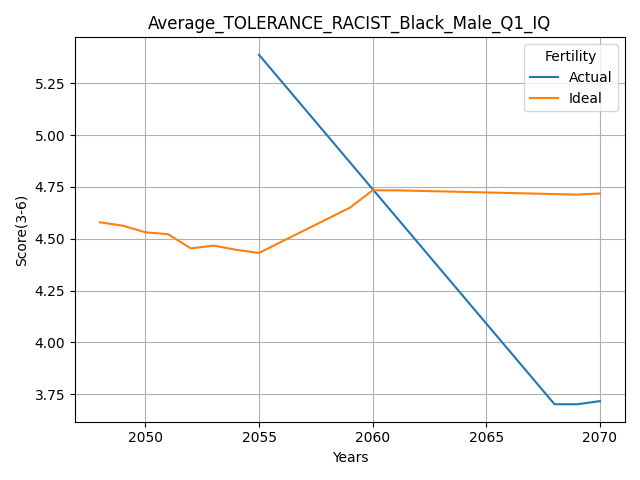 Average_TOLERANCE_RACIST_Black_Male_Q1_IQ
Fertility
Actual
Ideal
Score(3-6)
5.25
5.00
4.75
4.50
4.25
4.00
3.75
2050
2055
2060
2065
2070
Years